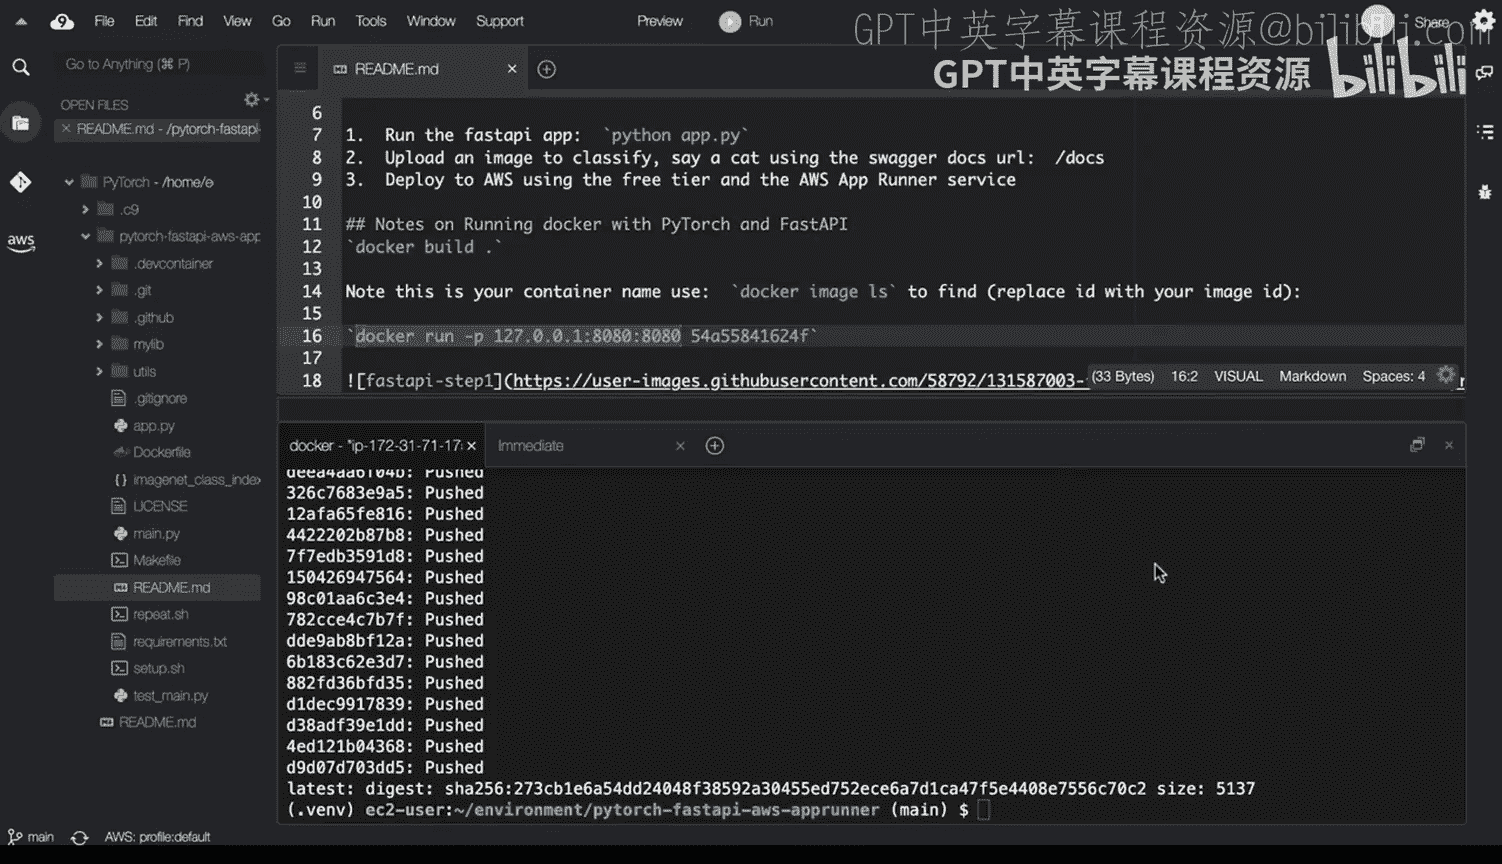 File Edit Find View Go Run Tools Window Support Preview Run Share
GPT中英字幕课程资源@bilibili.com
GPT中英字幕课程资源 bilibili
Go to Anything (⌘ P)
OPEN FILES
README.md - /pytorch-fastapi-
PyTorch - /home/e
.c9
pytorch-fastapi-aws-app
.devcontainer
.git
.github
mylib
utils
.gitignore
app.py
Dockerfile
imagenet_class_index
LICENSE
main.py
Makefile
README.md
repeat.sh
requirements.txt
setup.sh
test_main.py
README.md
aws
README.md
6
7 1. Run the fastapi app: `python app.py`
8 2. Upload an image to classify, say a cat using the swagger docs url: /docs
9 3. Deploy to AWS using the free tier and the AWS App Runner service
10
11 ## Notes on Running docker with PyTorch and FastAPI
12 `docker build .`
13
14 Note this is your container name use: `docker image ls` to find (replace id with your image id):
15
16 `docker run -p 127.0.0.1:8080:8080 54a55841624f`
17
18 ![fastapi-step1](https://user-images.githubusercontent.com/58792/131587003-
(33 Bytes) 16:2 VISUAL Markdown Spaces: 4
docker - "ip-172-31-71-17 Immediate
deea4aa6f04b: Pushed
326c7683e9a5: Pushed
12afa65fe816: Pushed
4422202b87b8: Pushed
7f7edb3591d8: Pushed
150426947564: Pushed
98c01aa6c3e4: Pushed
782cce4c7b7f: Pushed
dde9ab8bf12a: Pushed
6b183c62e3d7: Pushed
882fd36bfd35: Pushed
d1dec9917839: Pushed
d38adf39e1dd: Pushed
4ed121b04368: Pushed
d9d07d703dd5: Pushed
latest: digest: sha256:273cb1e6a54dd24048f38592a30455ed752ece6a7d1ca47f5e4408e7556c70c2 size: 5137
(.venv) ec2-user:~/environment/pytorch-fastapi-aws-apprunner (main) $
main AWS: profile:default